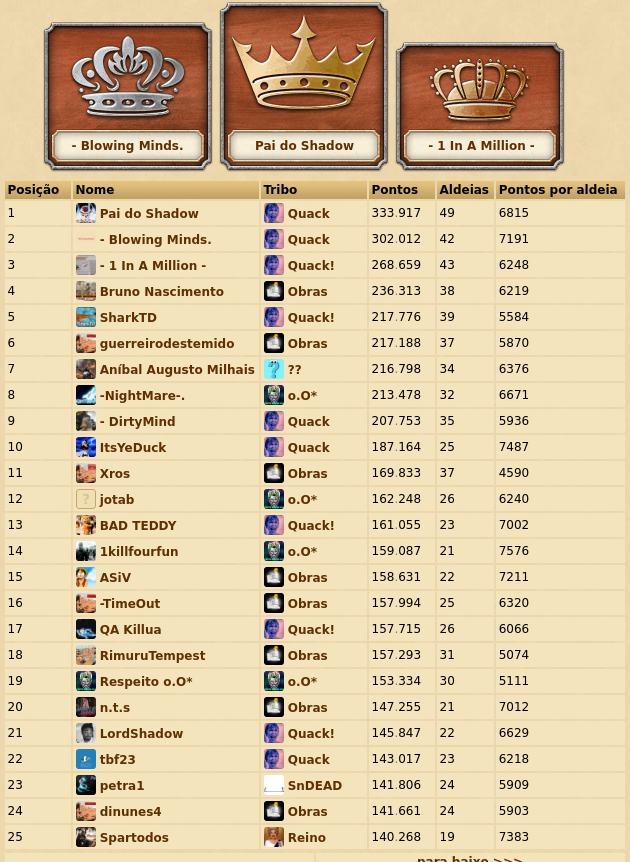 - Blowing Minds. Pai do Shadow - 1 In A Million -
Posição Nome Tribo Pontos Aldeias Pontos por aldeia
1 Pai do Shadow Quack 333.917 49 6815
2 - Blowing Minds. Quack 302.012 42 7191
3 - 1 In A Million - Quack! 268.659 43 6248
4 Bruno Nascimento Obras 236.313 38 6219
5 SharkTD Quack! 217.776 39 5584
6 guerreirodestemido Obras 217.188 37 5870
7 Aníbal Augusto Milhais ?? 216.798 34 6376
8 -NightMare-. o.O* 213.478 32 6671
9 - DirtyMind Quack 207.753 35 5936
10 ItsYeDuck Quack 187.164 25 7487
11 Xros Obras 169.833 37 4590
12 jotab o.O* 162.248 26 6240
13 BAD TEDDY Quack! 161.055 23 7002
14 1killfourfun o.O* 159.087 21 7576
15 ASiV Obras 158.631 22 7211
16 -TimeOut Obras 157.994 25 6320
17 QA Killua Quack! 157.715 26 6066
18 RimuruTempest Obras 157.293 31 5074
19 Respeito o.O* o.O* 153.334 30 5111
20 n.t.s Obras 147.255 21 7012
21 LordShadow Quack! 145.847 22 6629
22 tbf23 Quack 143.017 23 6218
23 petra1 SnDEAD 141.806 24 5909
24 dinunes4 Obras 141.661 24 5903
25 Spartodos Reino 140.268 19 7383
para baixo >>>